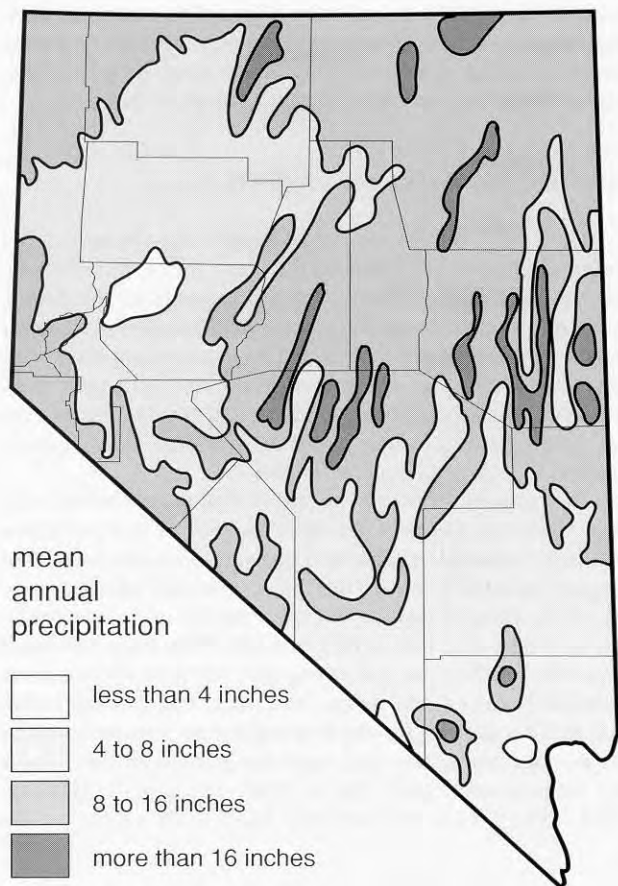 mean
annual
precipitation
less than 4 inches
4 to 8 inches
8 to 16 inches
more than 16 inches